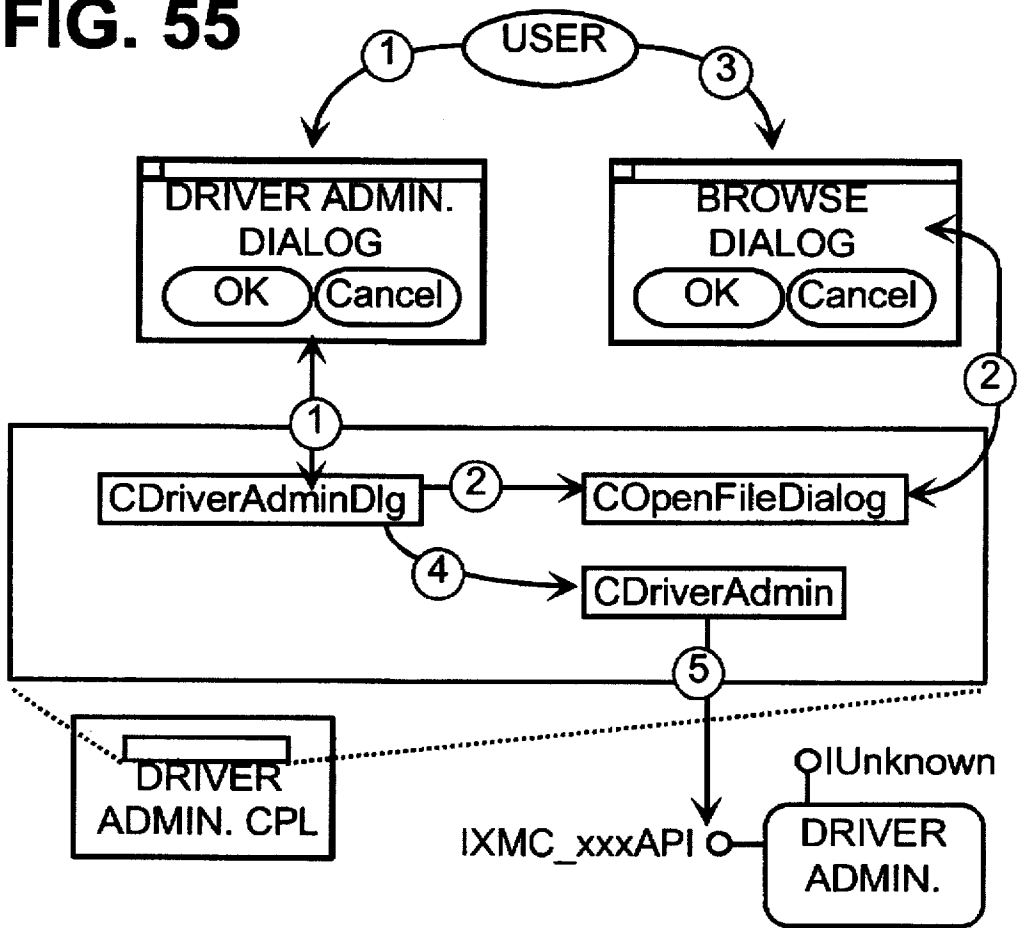 FIG. 55
USER
1
3
DRIVER ADMIN.
DIALOG
OK
Cancel
BROWSE
DIALOG
OK
Cancel
2
1
CDriverAdminDlg
2
COpenFileDialog
4
CDriverAdmin
5
DRIVER
ADMIN. CPL
IUnknown
IXMC_xxxAPI
DRIVER
ADMIN.